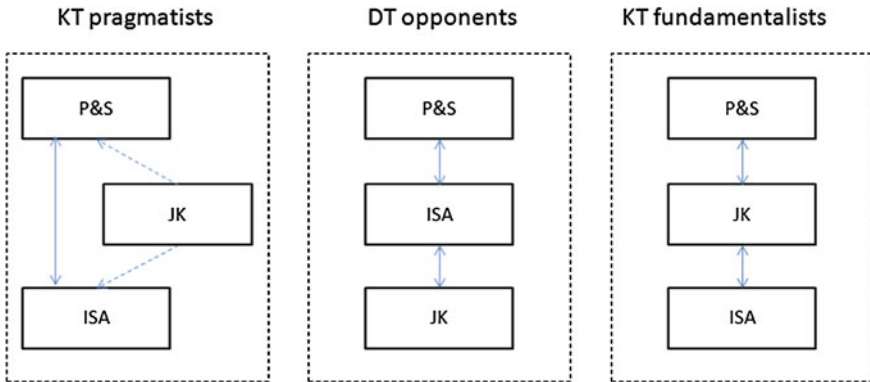 KT pragmatists
P&S
JK
ISA
DT opponents
P&S
ISA
JK
KT fundamentalists
P&S
JK
ISA